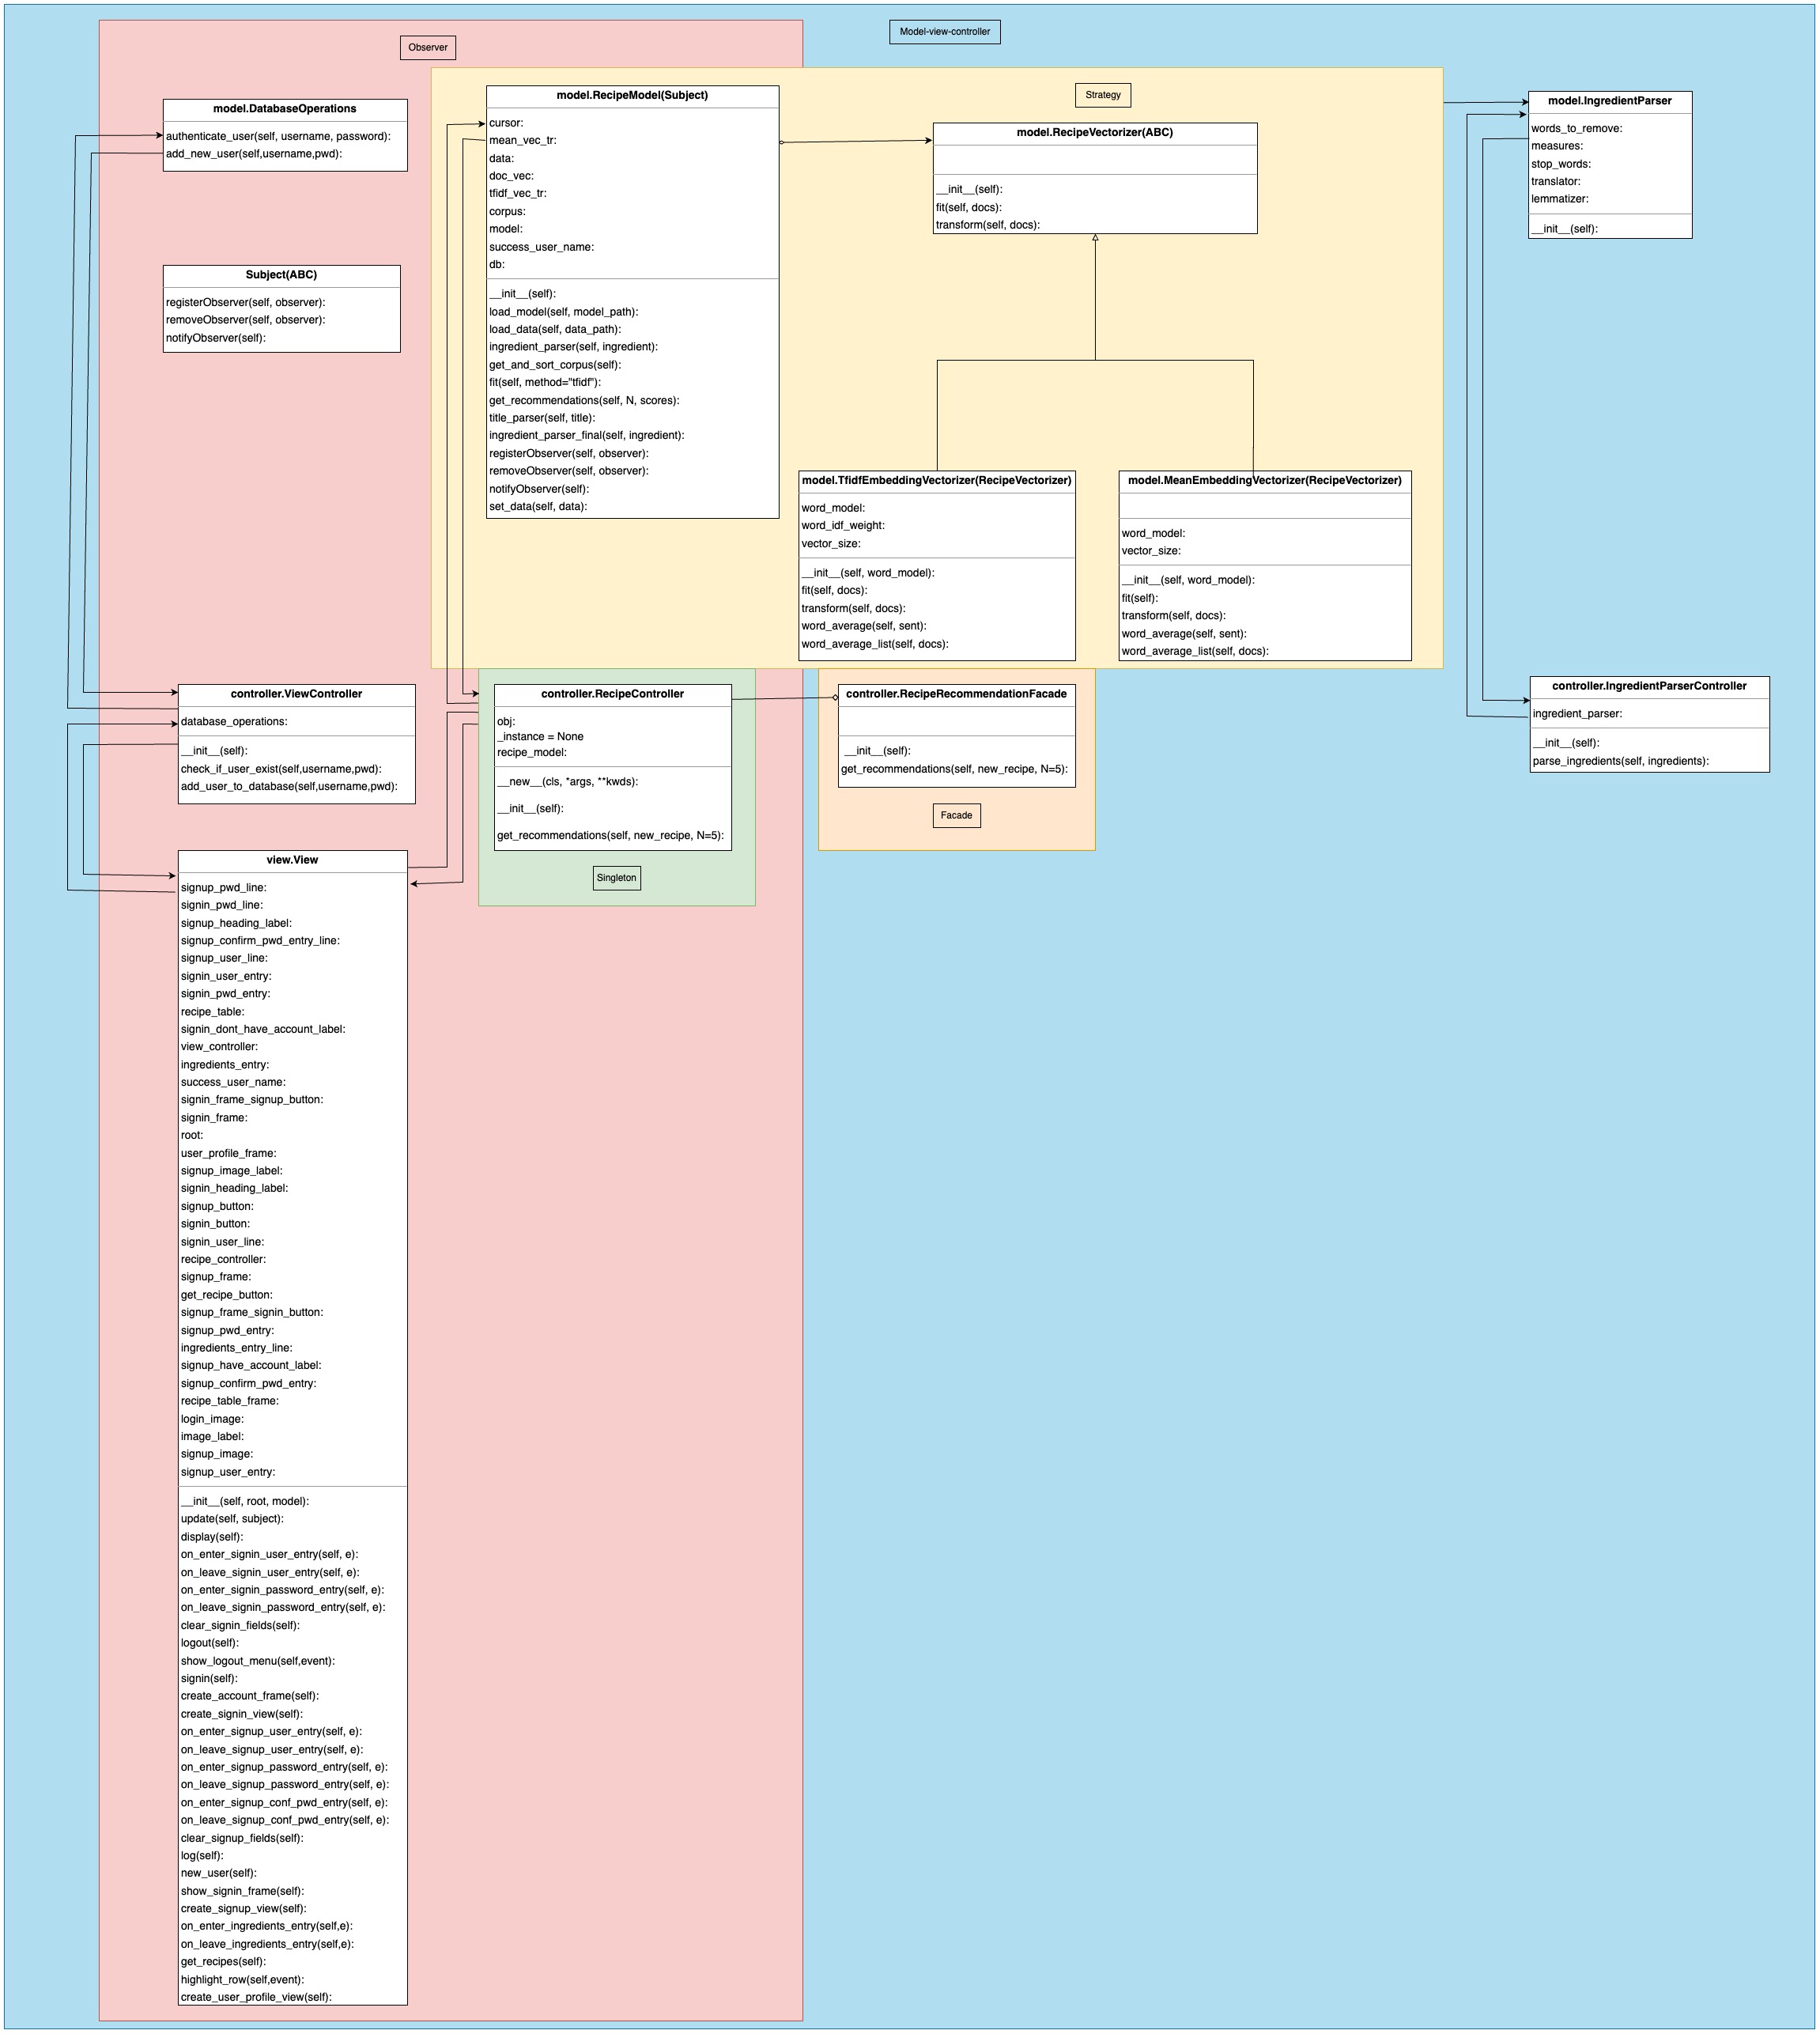 Model-view-controller
Observer
Strategy
model.DatabaseOperations
authenticate_user(self, username, password):
add_new_user(self,username,pwd):
Subject(ABC)
registerObserver(self, observer):
removeObserver(self, observer):
notifyObserver(self):
model.RecipeModel(Subject)
cursor:
mean_vec_tr:
data:
doc_vec:
tfidf_vec_tr:
corpus:
model:
success_user_name:
db:
__init__(self):
load_model(self, model_path):
load_data(self, data_path):
ingredient_parser(self, ingredient):
get_and_sort_corpus(self):
fit(self, method="tfidf"):
get_recommendations(self, N, scores):
title_parser(self, title):
ingredient_parser_final(self, ingredient):
registerObserver(self, observer):
removeObserver(self, observer):
notifyObserver(self):
set_data(self, data):
model.RecipeVectorizer(ABC)
__init__(self):
fit(self, docs):
transform(self, docs):
model.TfidfEmbeddingVectorizer(RecipeVectorizer)
word_model:
word_idf_weight:
vector_size:
__init__(self, word_model):
fit(self, docs):
transform(self, docs):
word_average(self, sent):
word_average_list(self, docs):
model.MeanEmbeddingVectorizer(RecipeVectorizer)
word_model:
vector_size:
__init__(self, word_model):
fit(self):
transform(self, docs):
word_average(self, sent):
word_average_list(self, docs):
model.IngredientParser
words_to_remove:
measures:
stop_words:
translator:
lemmatizer:
__init__(self):
controller.ViewController
database_operations:
__init__(self):
check_if_user_exist(self,username,pwd):
add_user_to_database(self,username,pwd):
controller.RecipeController
obj:
_instance = None
recipe_model:
__new__(cls, *args, **kwds):
__init__(self):
get_recommendations(self, new_recipe, N=5):
Singleton
controller.RecipeRecommendationFacade
__init__(self):
get_recommendations(self, new_recipe, N=5):
Facade
controller.IngredientParserController
ingredient_parser:
__init__(self):
parse_ingredients(self, ingredients):
view.View
signup_pwd_line:
signin_pwd_line:
signup_heading_label:
signup_confirm_pwd_entry_line:
signup_user_line:
signin_user_entry:
signin_pwd_entry:
recipe_table:
signin_dont_have_account_label:
view_controller:
ingredients_entry:
success_user_name:
signin_frame_signup_button:
signin_frame:
root:
user_profile_frame:
signup_image_label:
signin_heading_label:
signup_button:
signin_button:
signin_user_line:
recipe_controller:
signup_frame:
get_recipe_button:
signup_frame_signin_button:
signup_pwd_entry:
ingredients_entry_line:
signup_have_account_label:
signup_confirm_pwd_entry:
recipe_table_frame:
login_image:
image_label:
signup_image:
signup_user_entry:
__init__(self, root, model):
update(self, subject):
display(self):
on_enter_signin_user_entry(self, e):
on_leave_signin_user_entry(self, e):
on_enter_signin_password_entry(self, e):
on_leave_signin_password_entry(self, e):
clear_signin_fields(self):
logout(self):
show_logout_menu(self,event):
signin(self):
create_account_frame(self):
create_signin_view(self):
on_enter_signup_user_entry(self, e):
on_leave_signup_user_entry(self, e):
on_enter_signup_password_entry(self, e):
on_leave_signup_password_entry(self, e):
on_enter_signup_conf_pwd_entry(self, e):
on_leave_signup_conf_pwd_entry(self, e):
clear_signup_fields(self):
log(self):
new_user(self):
show_signin_frame(self):
create_signup_view(self):
on_enter_ingredients_entry(self,e):
on_leave_ingredients_entry(self,e):
get_recipes(self):
highlight_row(self,event):
create_user_profile_view(self):